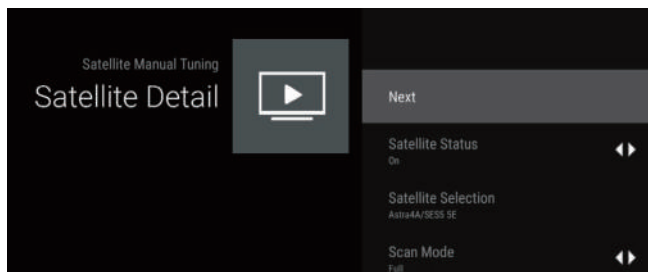 Satellite Manual Tuning
Satellite Detail
Next
Satellite Status
On
Satellite Selection
Astra4A/SES5 5E
Scan Mode
Full